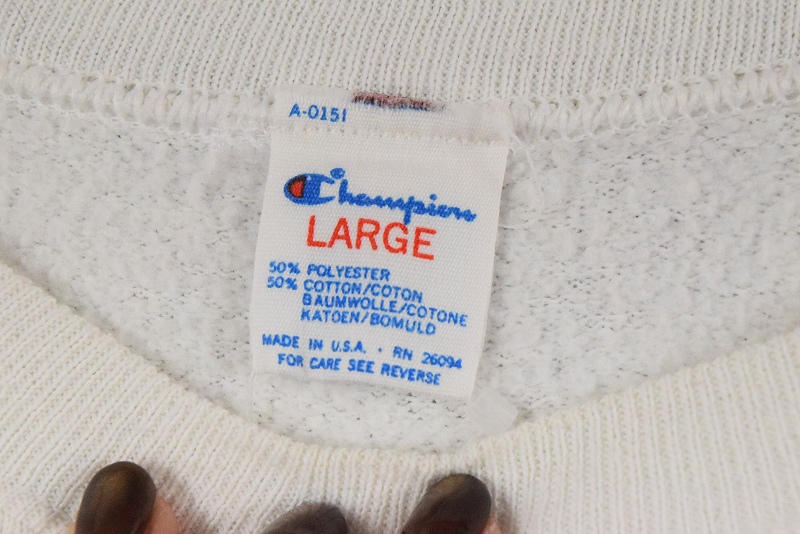 A-0151
Champion
LARGE
50% POLYESTER
50% COTTON/COTON
BAUMWOLLE/COTONE
KATOEN/BOMULD
MADE IN U.S.A. · RN 26094
FOR CARE SEE REVERSE